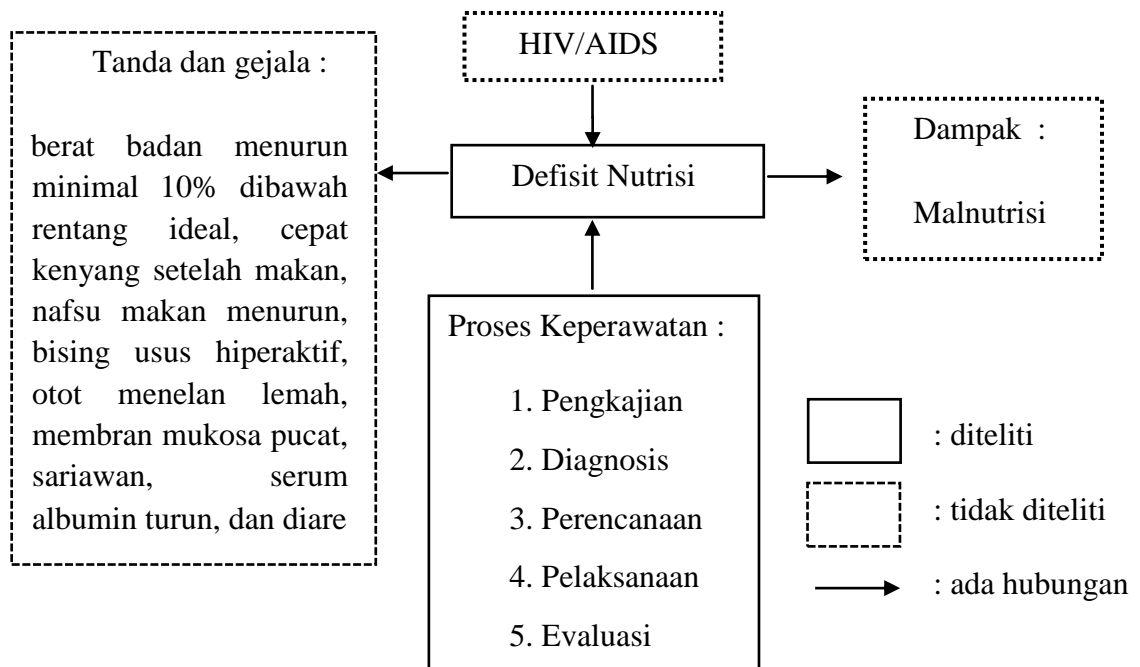 HIV/AIDS
Tanda dan gejala :
berat badan menurun
minimal 10% dibawah
rentang ideal, cepat
kenyang setelah makan,
nafsu makan menurun,
bising usus hiperaktif,
otot menelan lemah,
membran mukosa pucat,
sariawan, serum
albumin turun, dan diare
Defisit Nutrisi
Dampak :
Malnutrisi
Proses Keperawatan :
1. Pengkajian
2. Diagnosis
3. Perencanaan
4. Pelaksanaan
5. Evaluasi
: diteliti
: tidak diteliti
: ada hubungan